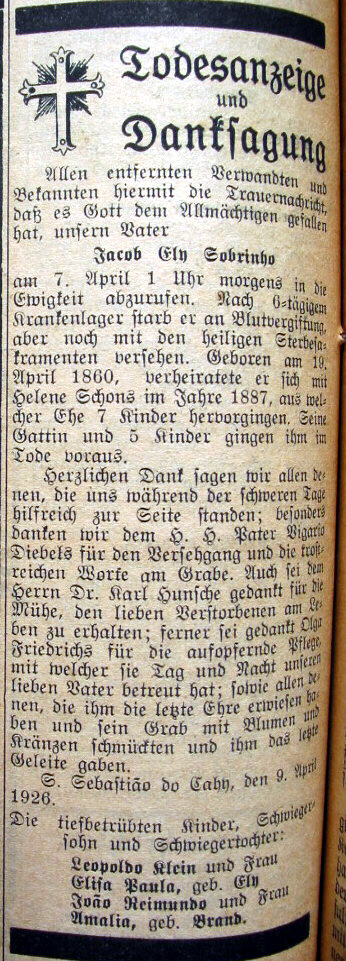 Todesanzeige
und
Danksagung
Allen entfernten Verwandten und
Bekannten hiermit die Trauernachricht,
daß es Gott dem Allmächtigen gefallen
hat, unsern Vater
Jacob Ely Sobrinho
am 7. April 1 Uhr morgens in die
Ewigkeit abzurufen. Nach 6-tägigem
Krankenlager starb er an Blutvergiftung,
aber noch mit den heiligen Sterbesa-
kramenten versehen. Geboren am 19.
April 1860, verheiratete er sich mit
Helene Schons im Jahre 1887, aus wel-
cher Ehe 7 Kinder hervorgingen. Seine
Gattin und 5 Kinder gingen ihm im
Tode voraus.
Herzlichen Dank sagen wir allen de-
nen, die uns während der schweren Tage
hilfreich zur Seite standen; besonders
danken wir dem H. H. Pater Vigario
Diebels für den Versehgang und die trost-
reichen Worte am Grabe. Auch sei dem
Herrn Dr. Karl Hunsche gedankt für die
Mühe, den lieben Verstorbenen am Le-
ben zu erhalten; ferner sei gedankt Olga
Friedrichs für die aufopfernde Pflege,
mit welcher sie Tag und Nacht unseren
lieben Vater betreut hat; sowie allen de-
nen, die ihm die letzte Ehre erwiesen ha-
ben und sein Grab mit Blumen und
Kränzen schmückten und ihm das letzte
Geleite gaben.
S. Sebastião do Cahy, den 9. April
1926.
Die tiefbetrübten Kinder, Schwieger-
sohn und Schwiegertochter:
Leopoldo Klein und Frau
Elisa Paula, geb. Ely
João Reimundo und Frau
Amalia, geb. Brand.